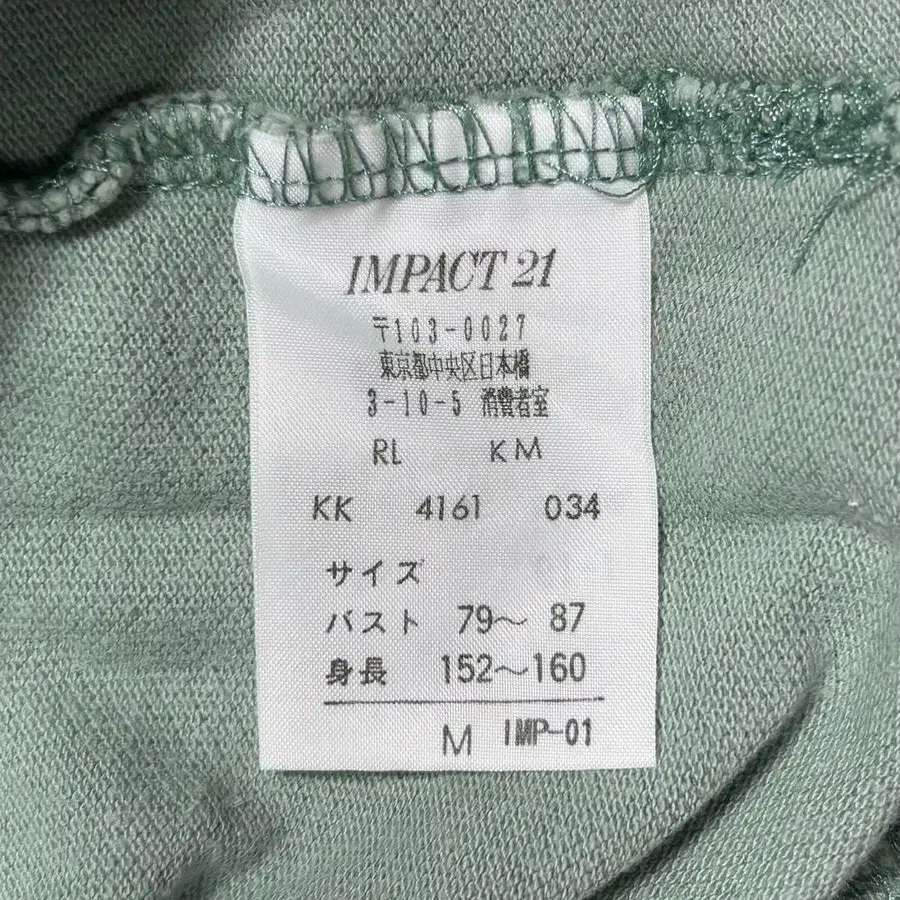 IMPACT 21
〒103-0027
東京都中央区日本橋
3-10-5 消費者室
RL KM
KK 4161 034
サイズ
バスト 79〜 87
身長 152〜160
M IMP-01